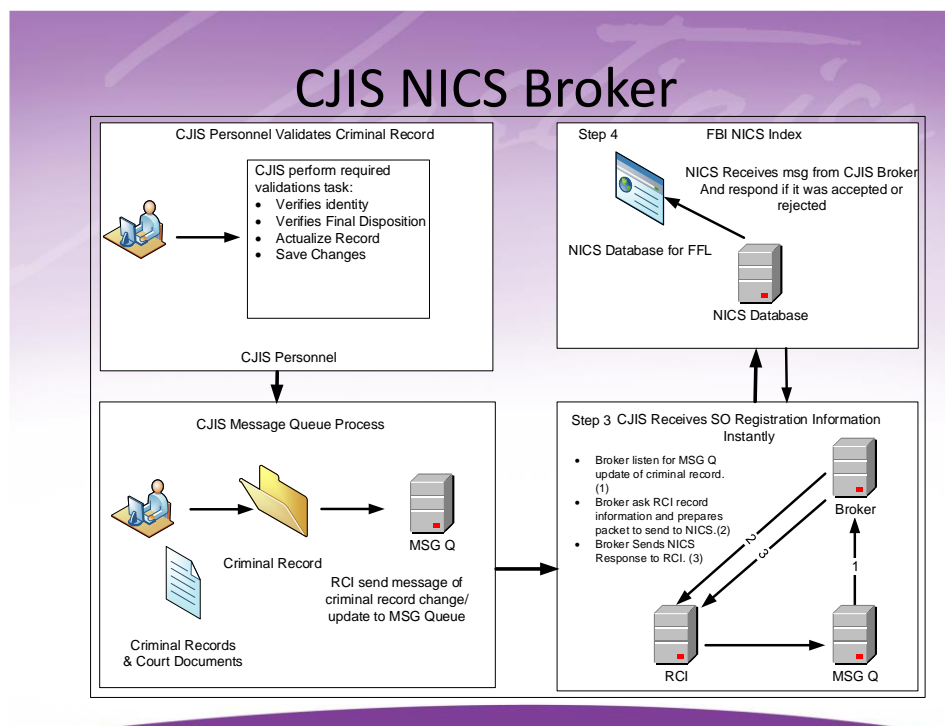 CJIS NICS Broker
CJIS Personnel Validates Criminal Record
CJIS perform required
validations task:
• Verifies identity
• Verifies Final Disposition
• Actualize Record
• Save Changes
CJIS Personnel
CJIS Message Queue Process
Criminal Record
MSG Q
RCI send message of
criminal record change/
update to MSG Queue
Criminal Records
& Court Documents
Step 3 CJIS Receives SO Registration Information
Instantly
• Broker listen for MSG Q
update of criminal record.
(1)
• Broker ask RCI record
information and prepares
packet to send to NICS.(2)
• Broker Sends NICS
Response to RCI. (3)
Broker
2
3
1
RCI
MSG Q
Step 4
FBI NICS Index
NICS Receives msg from CJIS Broker
And respond if it was accepted or
rejected
NICS Database for FFL
NICS Database